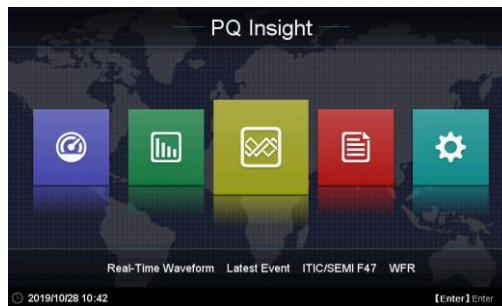 PQ Insight
Real-Time Waveform Latest Event ITIC/SEMI F47 WFR
2019/10/28 10:42 【Enter】Enter